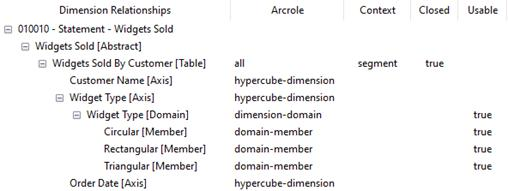 Dimension Relationships Arcrole Context Closed Usable
010010 - Statement - Widgets Sold
Widgets Sold [Abstract]
Widgets Sold By Customer [Table] all segment true
Customer Name [Axis] hypercube-dimension
Widget Type [Axis] hypercube-dimension
Widget Type [Domain] dimension-domain true
Circular [Member] domain-member true
Rectangular [Member] domain-member true
Triangular [Member] domain-member true
Order Date [Axis] hypercube-dimension